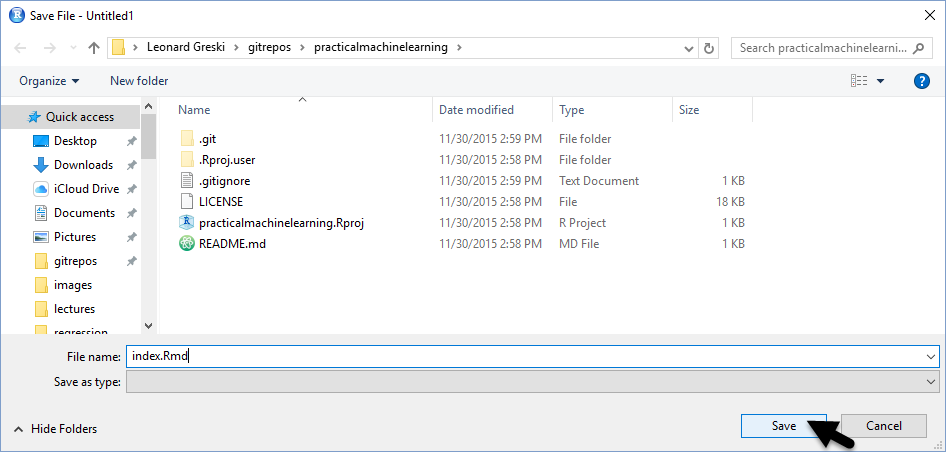 Save File - Untitled1
Leonard Greski > gitrepos > practicalmachinelearning >
Search practicalmachinelearni...
Organize
New folder
Name Date modified Type Size
Quick access
Desktop
Downloads
iCloud Drive
Documents
Pictures
gitrepos
images
lectures
regression
.git 11/30/2015 2:59 PM File folder
.Rproj.user 11/30/2015 2:58 PM File folder
.gitignore 11/30/2015 2:59 PM Text Document 1 KB
LICENSE 11/30/2015 2:58 PM File 18 KB
practicalmachinelearning.Rproj 11/30/2015 2:58 PM R Project 1 KB
README.md 11/30/2015 2:58 PM MD File 1 KB
File name: index.Rmd
Save as type:
Hide Folders
Save
Cancel